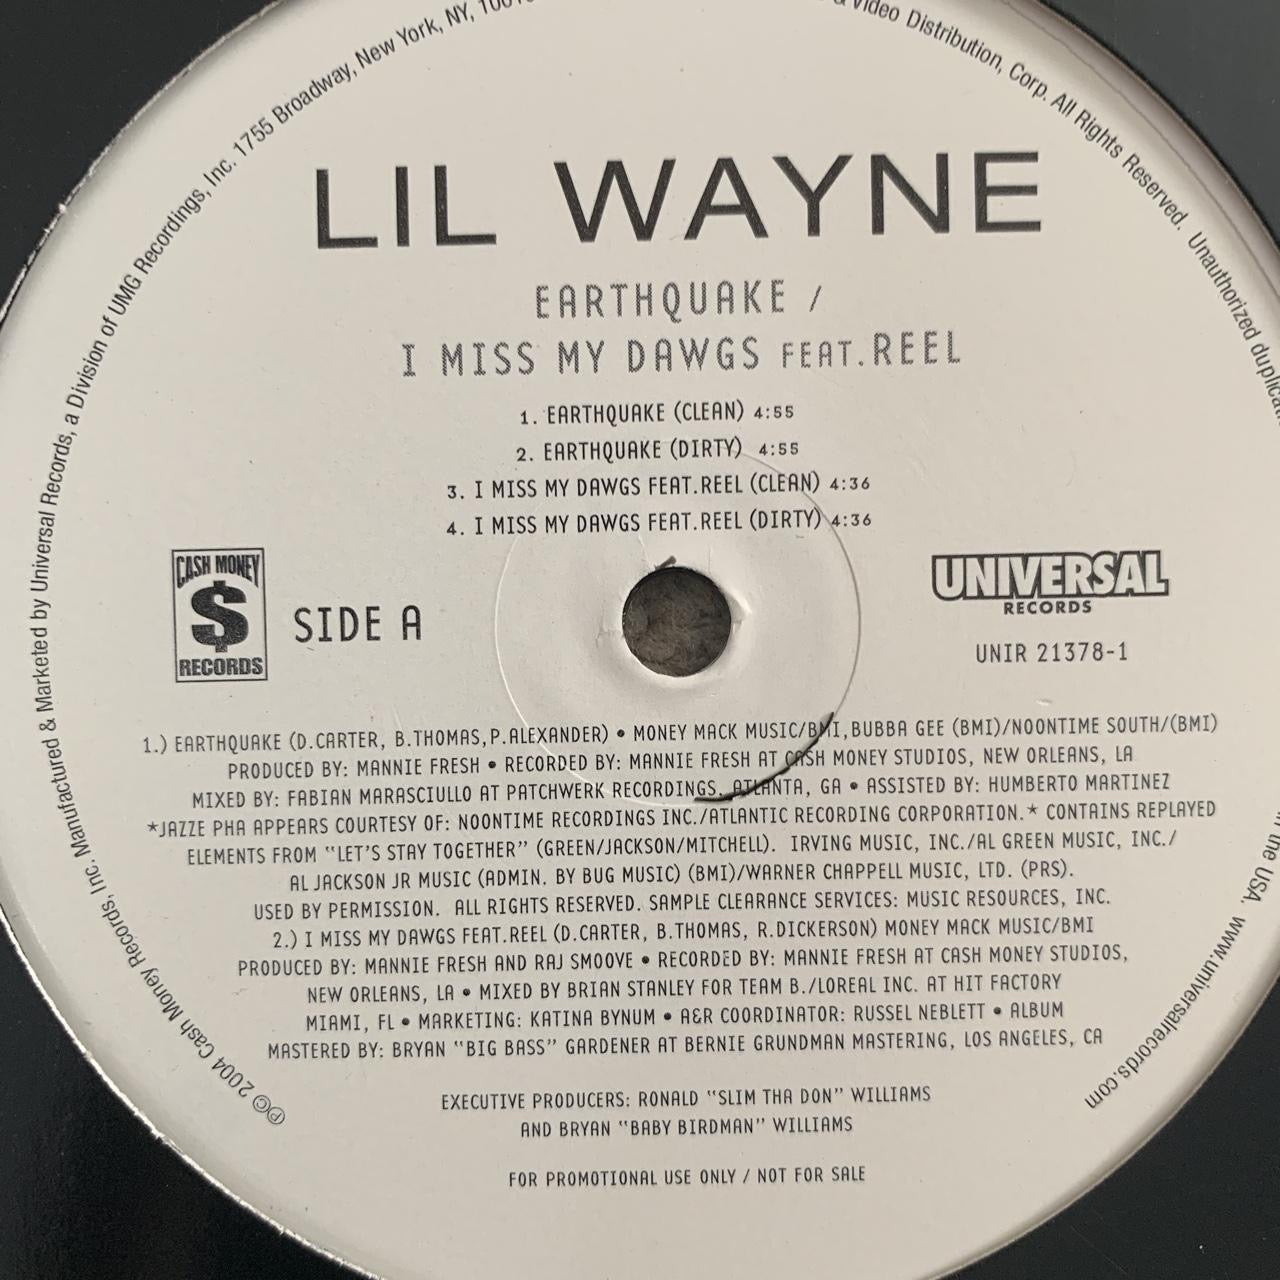 LIL WAYNE
EARTHQUAKE /
I MISS MY DAWGS FEAT.REEL
1. EARTHQUAKE (CLEAN) 4:55
2. EARTHQUAKE (DIRTY) 4:55
3. I MISS MY DAWGS FEAT.REEL (CLEAN) 4:36
4. I MISS MY DAWGS FEAT.REEL (DIRTY) 4:36
CASH MONEY
$
RECORDS
SIDE A
UNIVERSAL
RECORDS
UNIR 21378-1
1.) EARTHQUAKE (D.CARTER, B.THOMAS,P.ALEXANDER) • MONEY MACK MUSIC/BMI,BUBBA GEE (BMI)/NOONTIME SOUTH/(BMI)
PRODUCED BY: MANNIE FRESH • RECORDED BY: MANNIE FRESH AT CASH MONEY STUDIOS, NEW ORLEANS, LA
MIXED BY: FABIAN MARASCIULLO AT PATCHWERK RECORDINGS, ATLANTA, GA • ASSISTED BY: HUMBERTO MARTINEZ
*JAZZE PHA APPEARS COURTESY OF: NOONTIME RECORDINGS INC./ATLANTIC RECORDING CORPORATION.* CONTAINS REPLAYED
ELEMENTS FROM "LET'S STAY TOGETHER" (GREEN/JACKSON/MITCHELL). IRVING MUSIC, INC./AL GREEN MUSIC, INC./
AL JACKSON JR MUSIC (ADMIN. BY BUG MUSIC) (BMI)/WARNER CHAPPELL MUSIC, LTD. (PRS).
USED BY PERMISSION. ALL RIGHTS RESERVED. SAMPLE CLEARANCE SERVICES: MUSIC RESOURCES, INC.
2.) I MISS MY DAWGS FEAT.REEL (D.CARTER, B.THOMAS, R.DICKERSON) MONEY MACK MUSIC/BMI
PRODUCED BY: MANNIE FRESH AND RAJ SMOOVE • RECORDED BY: MANNIE FRESH AT CASH MONEY STUDIOS,
NEW ORLEANS, LA • MIXED BY BRIAN STANLEY FOR TEAM B./LOREAL INC. AT HIT FACTORY
MIAMI, FL • MARKETING: KATINA BYNUM • A&R COORDINATOR: RUSSEL NEBLETT • ALBUM
MASTERED BY: BRYAN "BIG BASS" GARDENER AT BERNIE GRUNDMAN MASTERING, LOS ANGELES, CA
EXECUTIVE PRODUCERS: RONALD "SLIM THA DON" WILLIAMS
AND BRYAN "BABY BIRDMAN" WILLIAMS
FOR PROMOTIONAL USE ONLY / NOT FOR SALE
℗© 2004 Cash Money Records, Inc. Manufactured & Marketed by Universal Records, a Division of UMG Recordings, Inc. 1755 Broadway, New York, NY,
& Video Distribution, Corp. All Rights Reserved. Unauthorized
in the USA. www.universalrecords.com